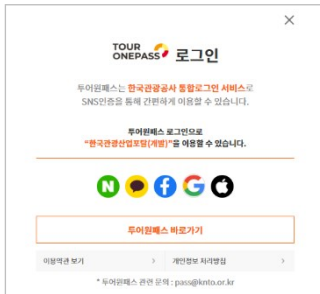 TOUR
ONEPASS 로그인
투어원패스는 한국관광공사 통합로그인 서비스로
SNS인증을 통해 간편하게 이용할 수 있습니다.
투어원패스 로그인으로
"한국관광산업포털(개발)"을 이용할 수 있습니다.
N f G
투어원패스 바로가기
이용약관 보기 >
개인정보 처리방침 >
* 투어원패스 관련 문의 : pass@knto.or.kr